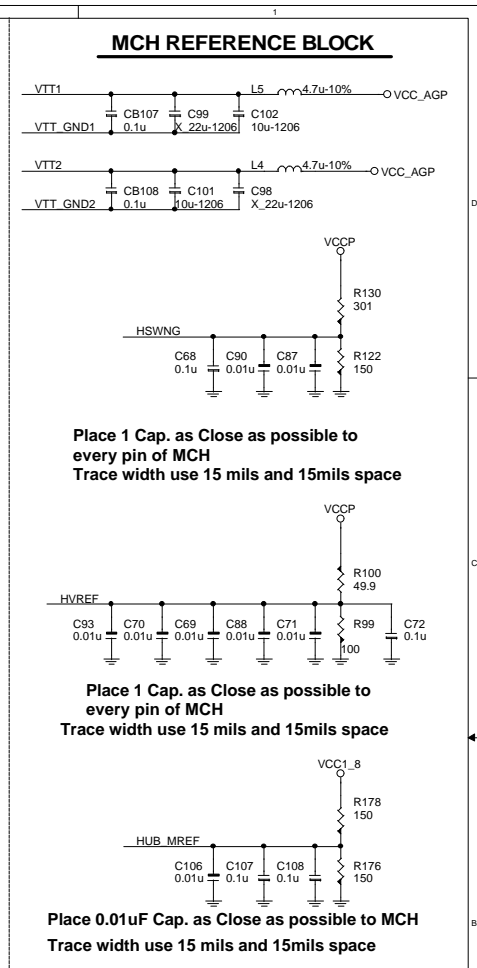 1
MCH REFERENCE BLOCK
VTT1 L5 4.7u-10% VCC_AGP
CB107 C99 C102
0.1u X_22u-1206 10u-1206
VTT_GND1
VTT2 L4 4.7u-10% VCC_AGP
CB108 C101 C98
0.1u 10u-1206 X_22u-1206
VTT_GND2
D
VCCP
R130
301
HSWNG
C68 C90 C87 R122
0.1u 0.01u 0.01u 150
Place 1 Cap. as Close as possible to
every pin of MCH
Trace width use 15 mils and 15mils space
VCCP
C
R100
49.9
HVREF
C93 C70 C69 C88 C71 R99 C72
0.01u 0.01u 0.01u 0.01u 0.01u 100 0.1u
Place 1 Cap. as Close as possible to
every pin of MCH
Trace width use 15 mils and 15mils space
VCC1_8
R178
150
HUB_MREF
C106 C107 C108 R176
0.01u 0.1u 0.1u 150
Place 0.01uF Cap. as Close as possible to MCH
B
Trace width use 15 mils and 15mils space